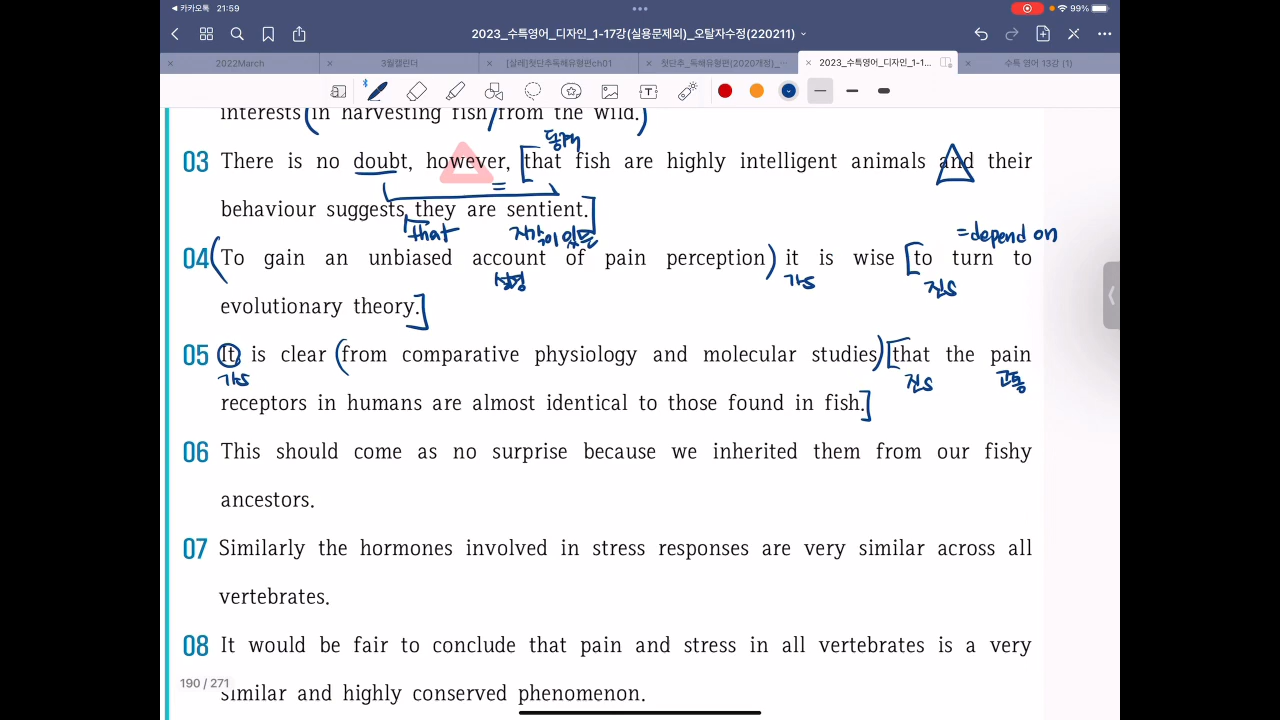 카카오톡 21:59
99%
2023_수특영어_디자인_1-17강(실용문제외)_오탈자수정(220211)
2022March
3월캘린더
[실례]첫단추독해유형편ch01
첫단추_독해유형편(2020개정)_...
2023_수특영어_디자인_1-1...
수특 영어 13강 (1)
interests (in harvesting fish / from the wild.)
동격
03 There is no doubt, however, [that fish are highly intelligent animals and their
=
behaviour suggests they are sentient.]
that 지각이 있는
= depend on
04 (To gain an unbiased account of pain perception) it is wise [to turn to
설명 가S 진S
evolutionary theory.]
05 It is clear (from comparative physiology and molecular studies) [that the pain
가S 진S 고통
receptors in humans are almost identical to those found in fish.]
06 This should come as no surprise because we inherited them from our fishy
ancestors.
07 Similarly the hormones involved in stress responses are very similar across all
vertebrates.
08 It would be fair to conclude that pain and stress in all vertebrates is a very
190 / 271
similar and highly conserved phenomenon.